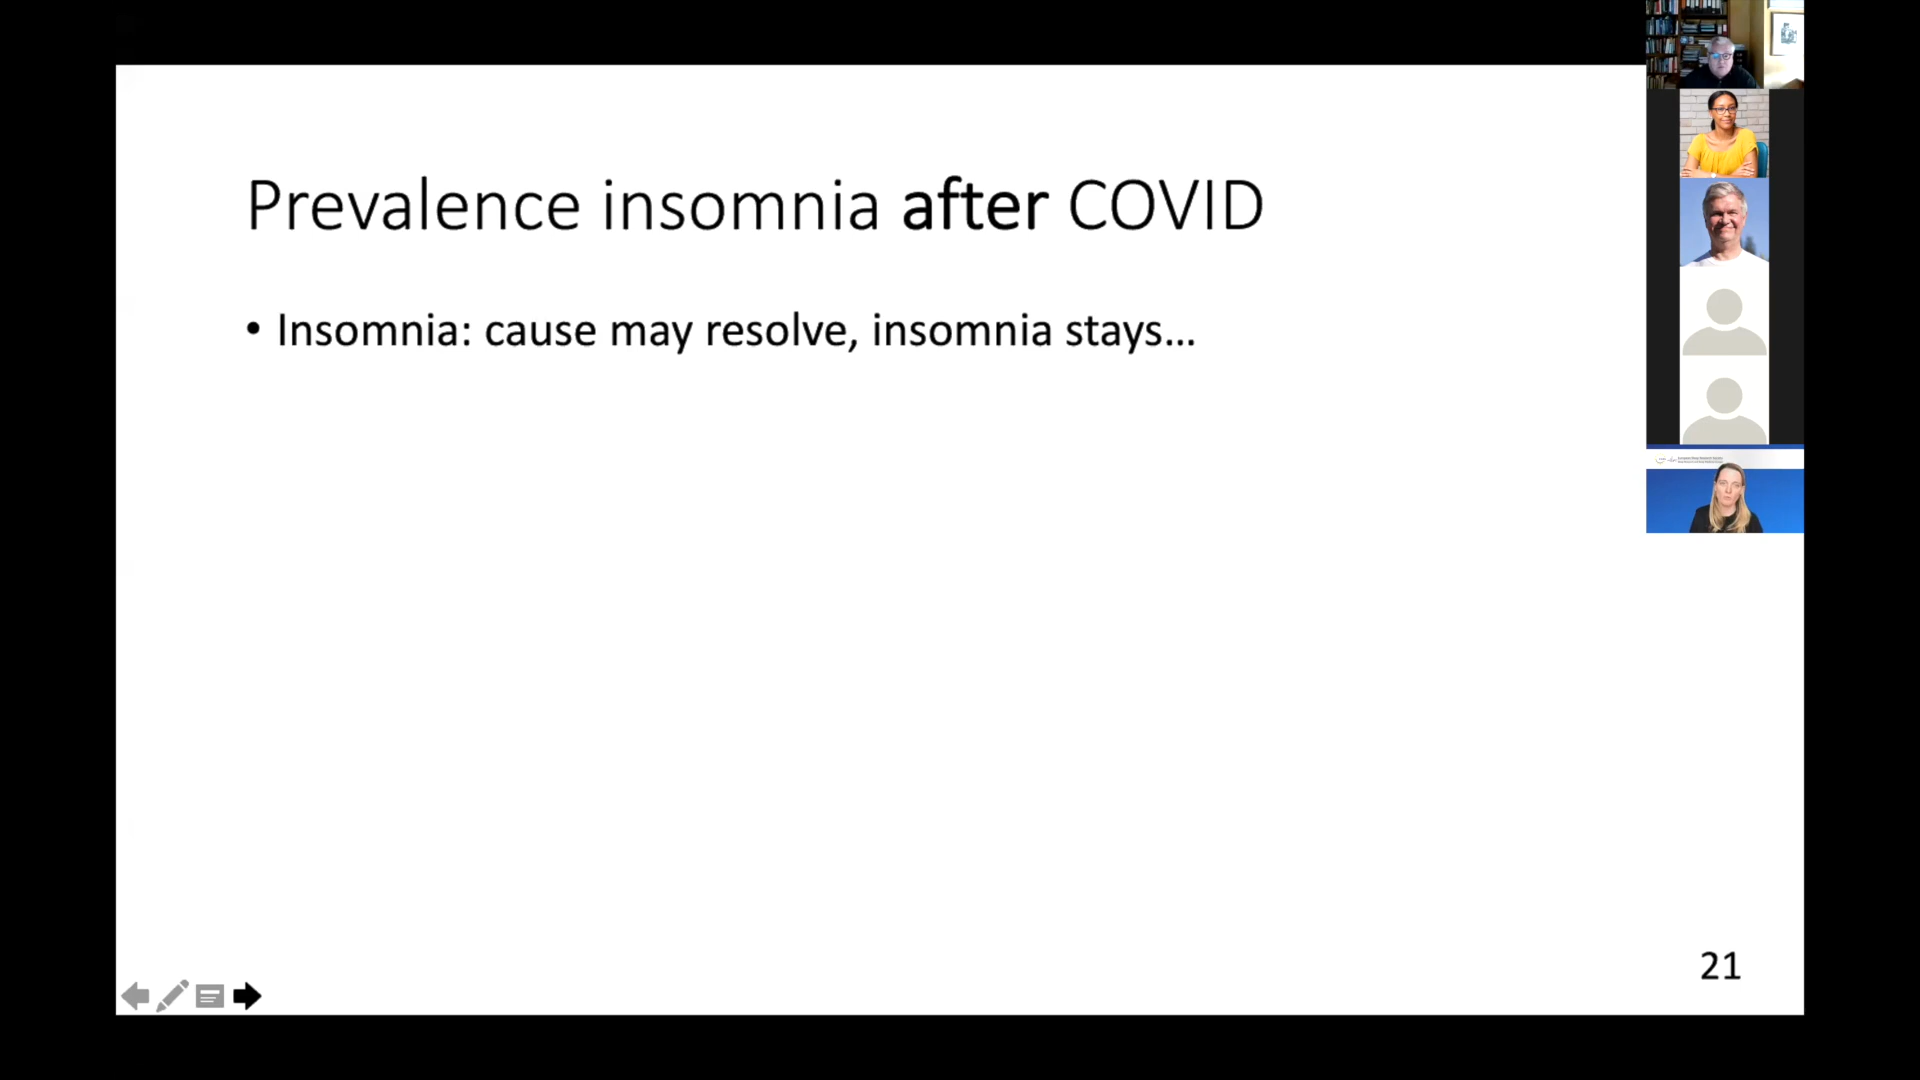 Prevalence insomnia after COVID
• Insomnia: cause may resolve, insomnia stays...
21